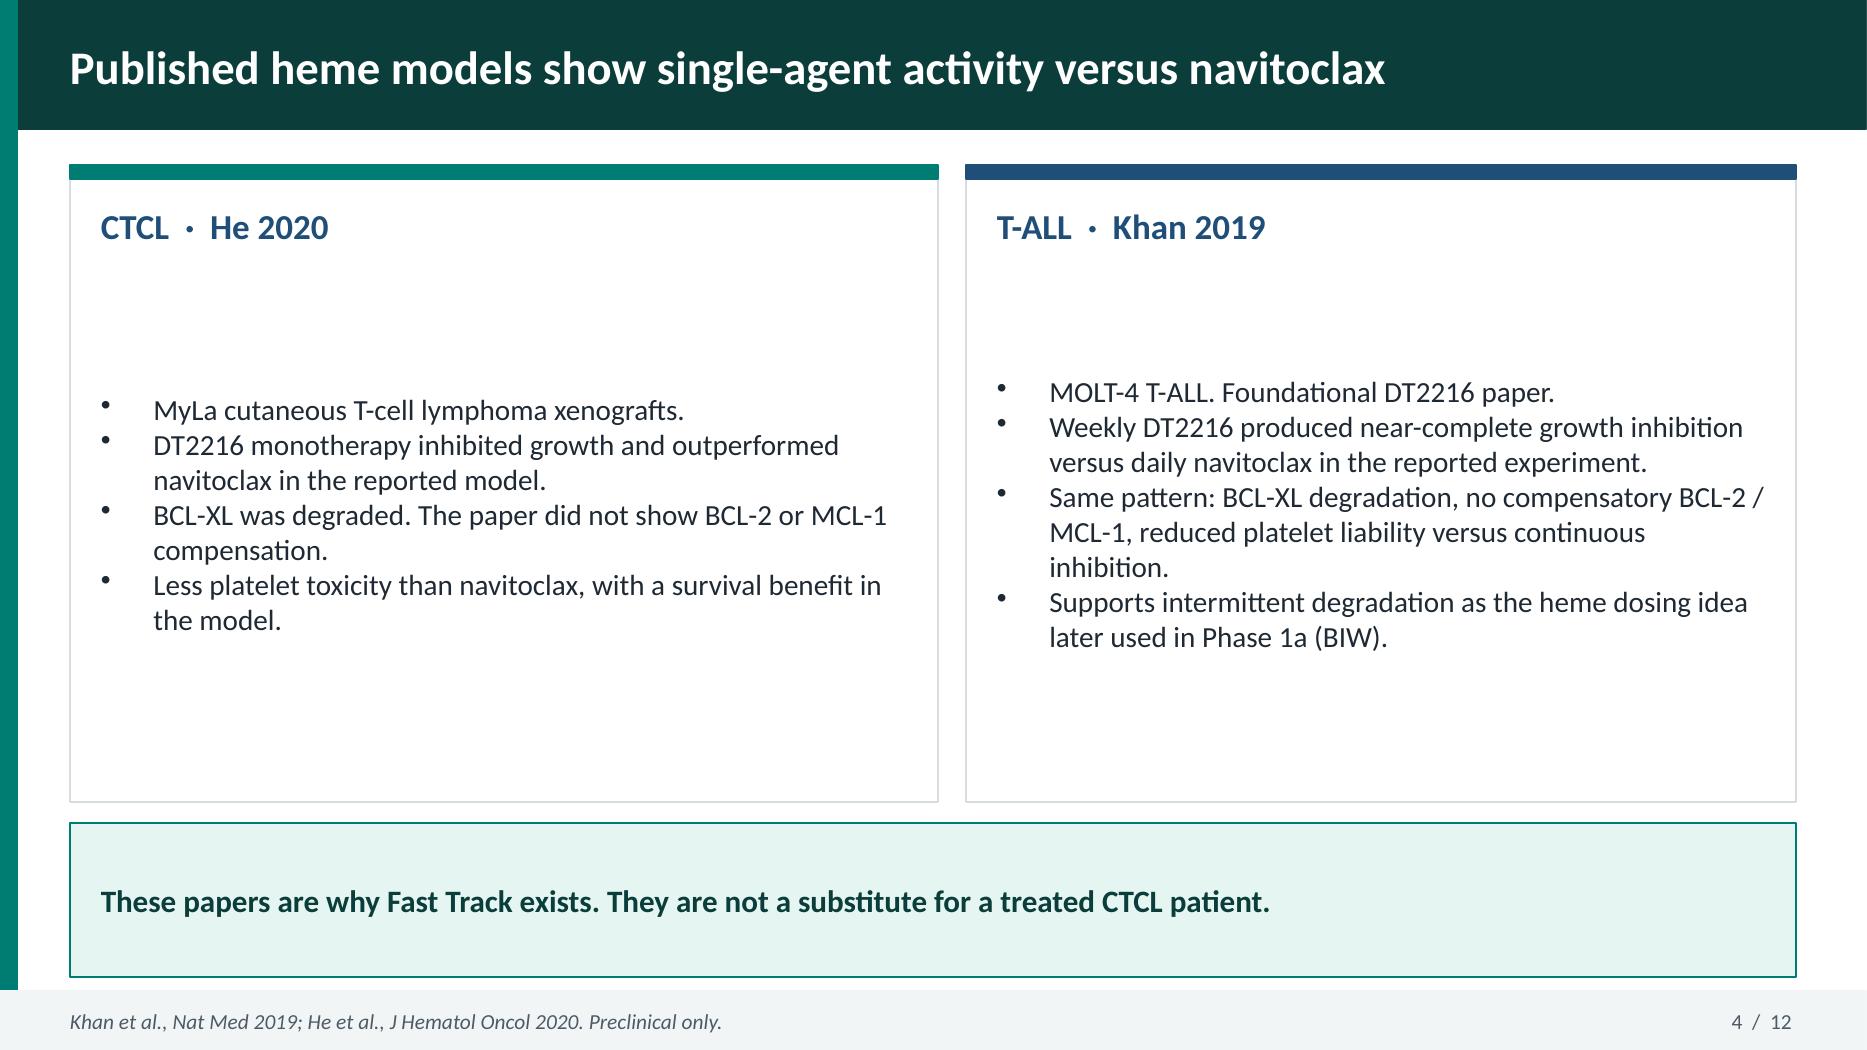 Published heme models show single-agent activity versus navitoclax
CTCL · He 2020
• MyLa cutaneous T-cell lymphoma xenografts.
• DT2216 monotherapy inhibited growth and outperformed
navitoclax in the reported model.
• BCL-XL was degraded. The paper did not show BCL-2 or MCL-1
compensation.
• Less platelet toxicity than navitoclax, with a survival benefit in
the model.
T-ALL · Khan 2019
• MOLT-4 T-ALL. Foundational DT2216 paper.
• Weekly DT2216 produced near-complete growth inhibition
versus daily navitoclax in the reported experiment.
• Same pattern: BCL-XL degradation, no compensatory BCL-2 /
MCL-1, reduced platelet liability versus continuous
inhibition.
• Supports intermittent degradation as the heme dosing idea
later used in Phase 1a (BIW).
These papers are why Fast Track exists. They are not a substitute for a treated CTCL patient.
Khan et al., Nat Med 2019; He et al., J Hematol Oncol 2020. Preclinical only.
4 / 12